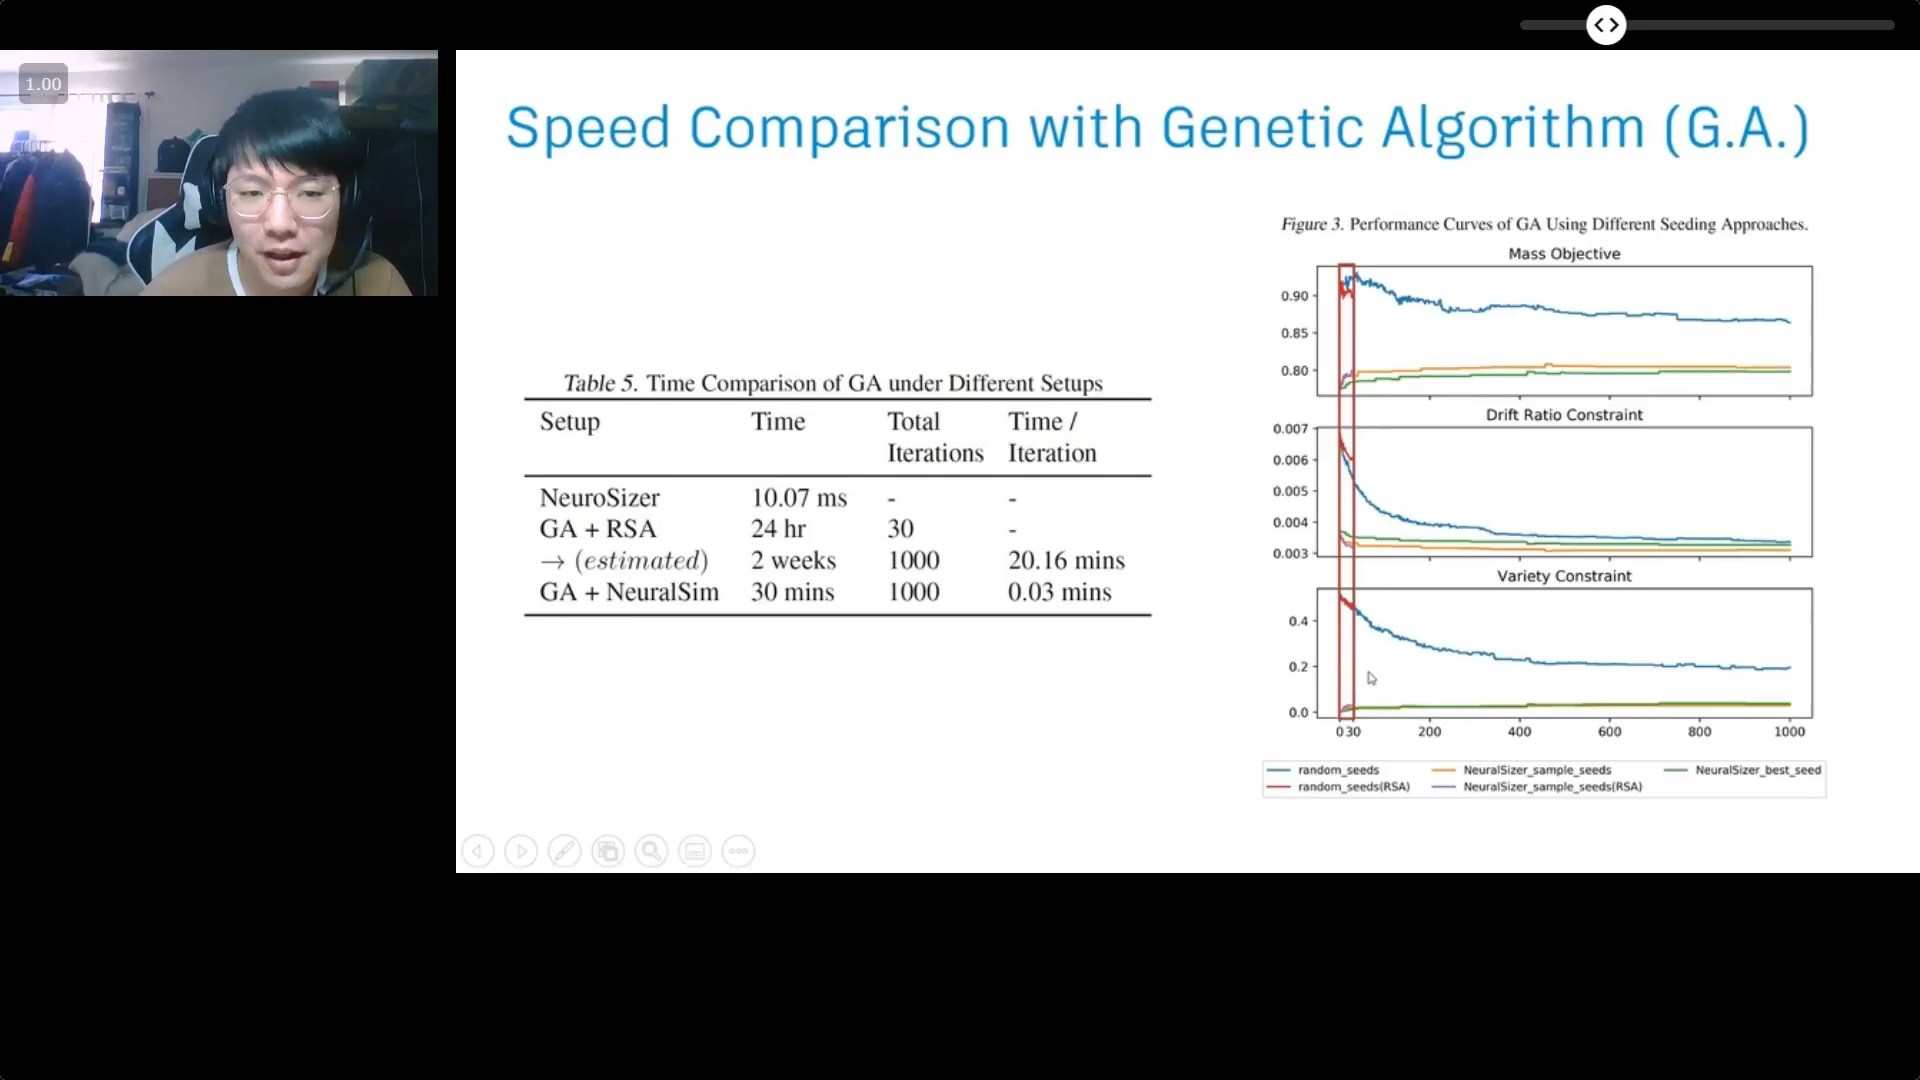 1.00
Speed Comparison with Genetic Algorithm (G.A.)
Table 5. Time Comparison of GA under Different Setups
Setup Time Total Iterations Time / Iteration
NeuroSizer 10.07 ms - -
GA + RSA 24 hr 30 -
→ (estimated) 2 weeks 1000 20.16 mins
GA + NeuralSim 30 mins 1000 0.03 mins
Figure 3. Performance Curves of GA Using Different Seeding Approaches.
Mass Objective
0.90
0.85
0.80
Drift Ratio Constraint
0.007
0.006
0.005
0.004
0.003
Variety Constraint
0.4
0.2
0.0
0 30 200 400 600 800 1000
random_seeds NeuralSizer_sample_seeds NeuralSizer_best_seed
random_seeds(RSA) NeuralSizer_sample_seeds(RSA)